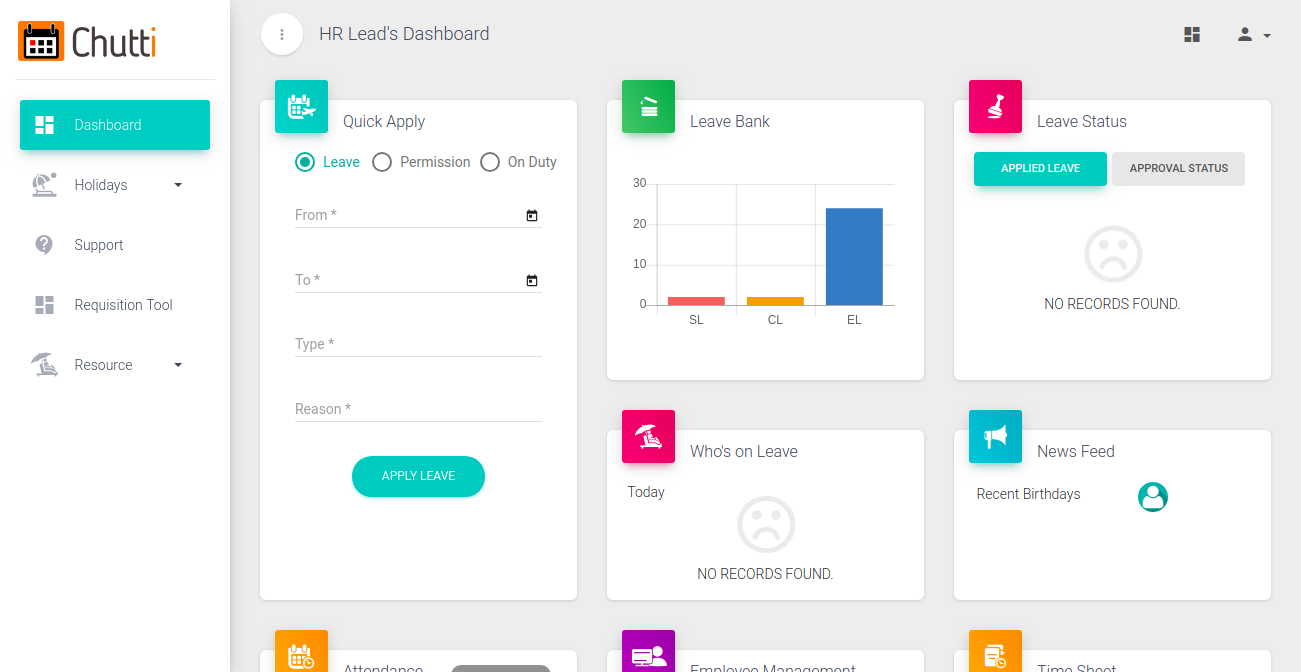 Chutti
HR Lead's Dashboard
Dashboard
Holidays
Support
Requisition Tool
Resource
Quick Apply
Leave Permission On Duty
From *
To *
Type *
Reason *
APPLY LEAVE
Leave Bank
30
20
10
0
SL CL EL
Leave Status
APPLIED LEAVE APPROVAL STATUS
NO RECORDS FOUND.
Who's on Leave
Today
NO RECORDS FOUND.
News Feed
Recent Birthdays
Attendance
Employee Management
Time Sheet